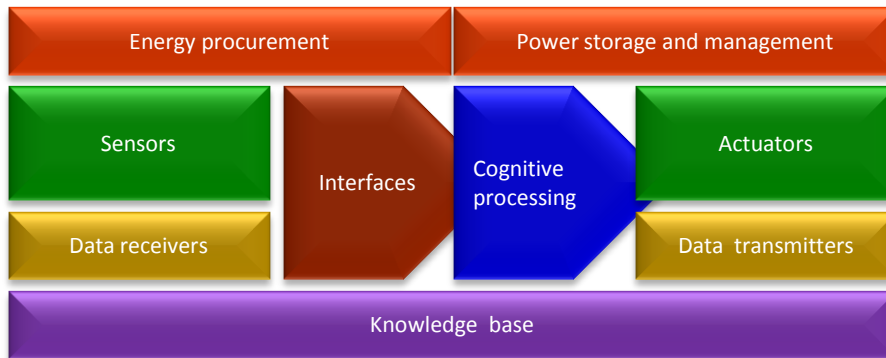 Energy procurement
Power storage and management
Sensors
Interfaces
Cognitive
processing
Actuators
Data receivers
Data  transmitters
Knowledge  base